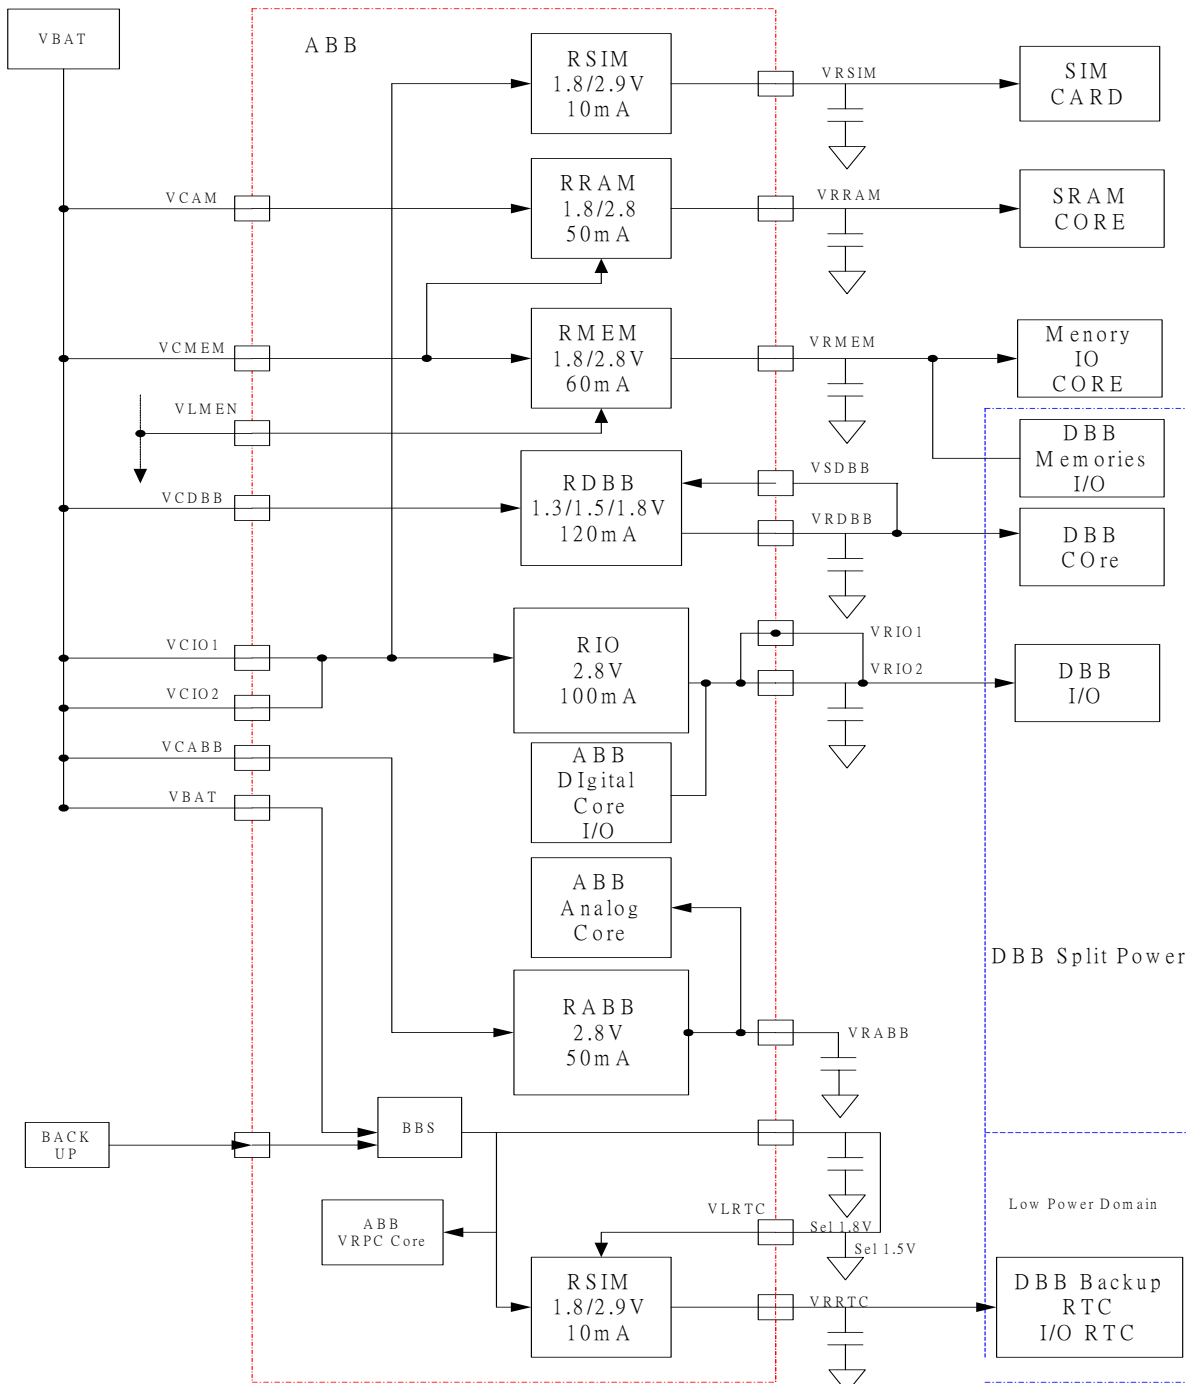 VBAT
ABB
RSIM
1.8/2.9V
10mA
VRSIM
SIM
CARD
VCAM
RRAM
1.8/2.8
50mA
VRRAM
SRAM
CORE
VCMEM
RMEM
1.8/2.8V
60mA
VRMEM
Menory
IO
CORE
VLMEN
DBB
Memories
I/O
VCDBB
RDBB
1.3/1.5/1.8V
120mA
VSDBB
VRDBB
DBB
COre
VCIO1
VCIO2
RIO
2.8V
100mA
VRIO1
VRIO2
DBB
I/O
VCABB
VBAT
ABB
DIgital
Core
I/O
ABB
Analog
Core
DBB Split Power
RABB
2.8V
50mA
VRABB
BACK
UP
BBS
ABB
VRPC Core
VLRTC
Sel 1.8V
Sel 1.5V
Low Power Domain
RSIM
1.8/2.9V
10mA
VRRTC
DBB Backup
RTC
I/O RTC